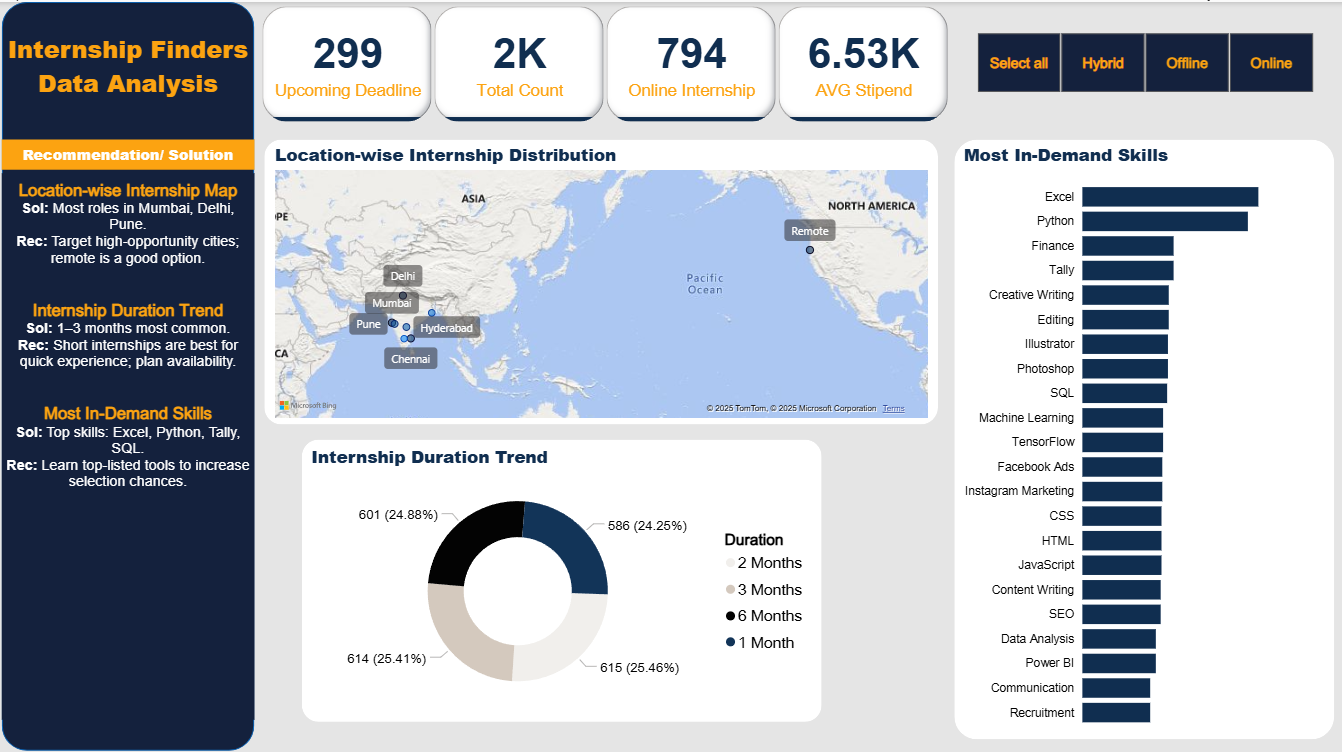 Internship Finders
Data Analysis
Recommendation/ Solution
Location-wise Internship Map
Sol: Most roles in Mumbai, Delhi,
Pune.
Rec: Target high-opportunity cities;
remote is a good option.
Internship Duration Trend
Sol: 1–3 months most common.
Rec: Short internships are best for
quick experience; plan availability.
Most In-Demand Skills
Sol: Top skills: Excel, Python, Tally,
SQL.
Rec: Learn top-listed tools to increase
selection chances.
299
Upcoming Deadline
2K
Total Count
794
Online Internship
6.53K
AVG Stipend
Select all
Hybrid
Offline
Online
Location-wise Internship Distribution
ASIA
PE
NORTH AMERICA
Remote
Pacific
Ocean
Delhi
Mumbai
Pune
Hyderabad
CA
Chennai
Microsoft Bing
© 2025 TomTom, © 2025 Microsoft Corporation Terms
Internship Duration Trend
601 (24.88%)
586 (24.25%)
614 (25.41%)
615 (25.46%)
Duration
2 Months
3 Months
6 Months
1 Month
Most In-Demand Skills
Excel
Python
Finance
Tally
Creative Writing
Editing
Illustrator
Photoshop
SQL
Machine Learning
TensorFlow
Facebook Ads
Instagram Marketing
CSS
HTML
JavaScript
Content Writing
SEO
Data Analysis
Power BI
Communication
Recruitment